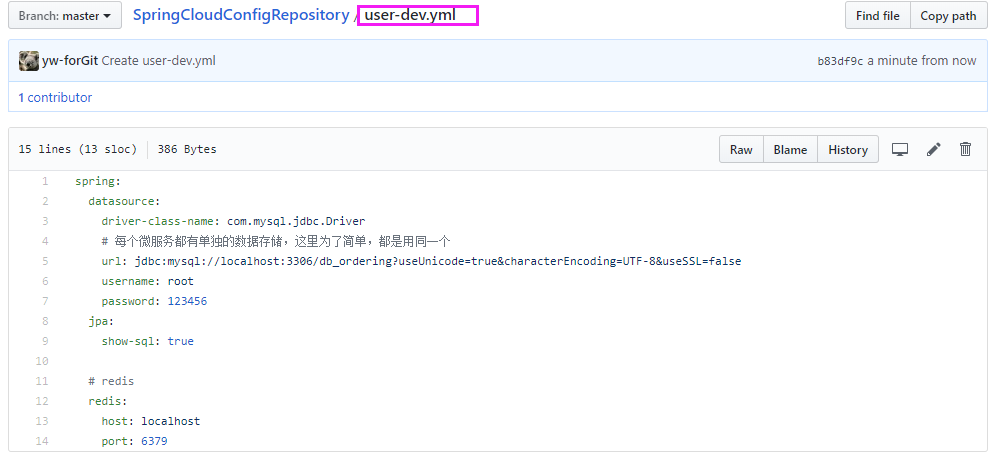 Branch: master SpringCloudConfigRepository / user-dev.yml Find file Copy path
yw-forGit Create user-dev.yml b83df9c a minute from now
1 contributor
15 lines (13 sloc) 386 Bytes Raw Blame History
1 spring:
2 datasource:
3 driver-class-name: com.mysql.jdbc.Driver
4 # 每个微服务都有单独的数据存储，这里为了简单，都是用同一个
5 url: jdbc:mysql://localhost:3306/db_ordering?useUnicode=true&characterEncoding=UTF-8&useSSL=false
6 username: root
7 password: 123456
8 jpa:
9 show-sql: true
10
11 # redis
12 redis:
13 host: localhost
14 port: 6379